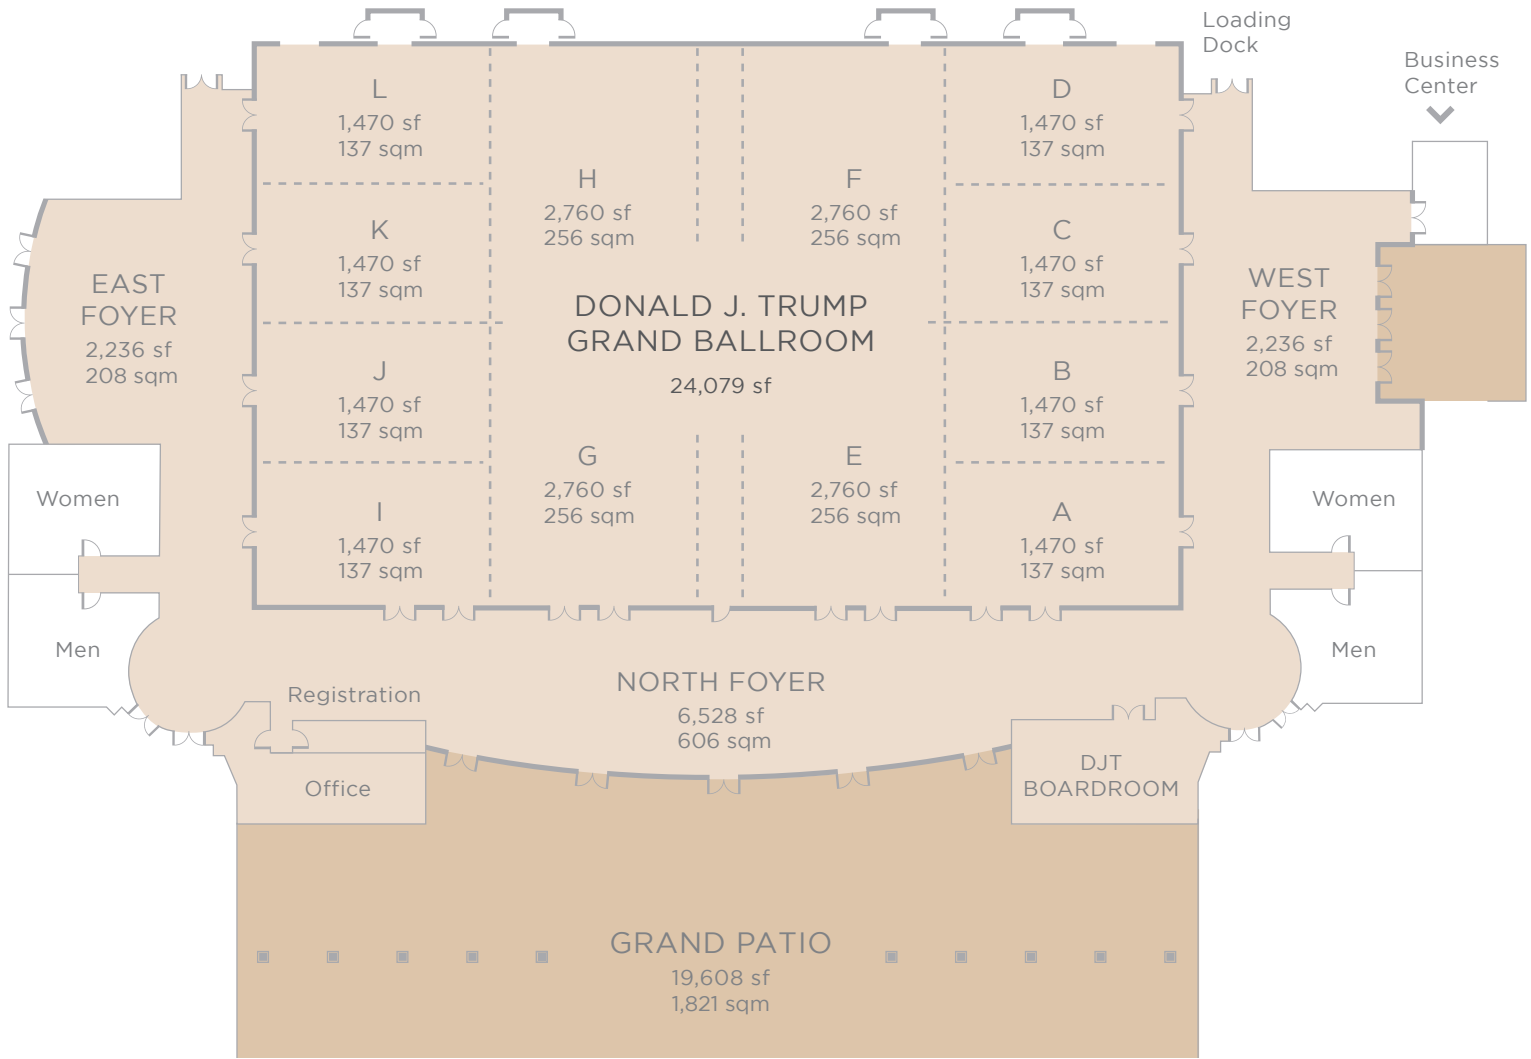 Loading
Dock
Business
Center
L
1,470 sf
137 sqm
D
1,470 sf
137 sqm
H
2,760 sf
256 sqm
F
2,760 sf
256 sqm
K
1,470 sf
137 sqm
C
1,470 sf
137 sqm
EAST
FOYER
2,236 sf
208 sqm
DONALD J. TRUMP
GRAND BALLROOM
24,079 sf
WEST
FOYER
2,236 sf
208 sqm
J
1,470 sf
137 sqm
B
1,470 sf
137 sqm
G
2,760 sf
256 sqm
E
2,760 sf
256 sqm
Women
Women
I
1,470 sf
137 sqm
A
1,470 sf
137 sqm
Men
Men
Registration
NORTH FOYER
6,528 sf
606 sqm
Office
DJT
BOARDROOM
GRAND PATIO
19,608 sf
1,821 sqm